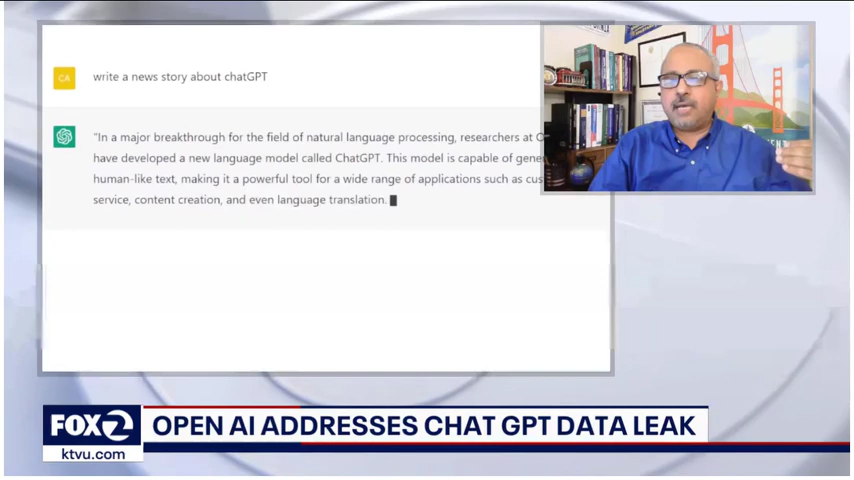 CA
write a news story about chatGPT
"In a major breakthrough for the field of natural language processing, researchers at O
have developed a new language model called ChatGPT. This model is capable of gene
human-like text, making it a powerful tool for a wide range of applications such as cus
service, content creation, and even language translation.
FOX 2
ktvu.com
OPEN AI ADDRESSES CHAT GPT DATA LEAK